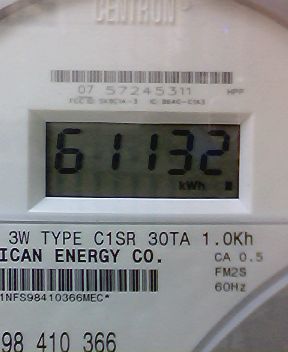 CENTRON
07 57245311
HPP
61132
kWh
3W TYPE C1SR 30TA 1.0Kh
ICAN ENERGY CO.
CA 0.5
FM2S
60Hz
1NFS98410366MEC*
98 410 366